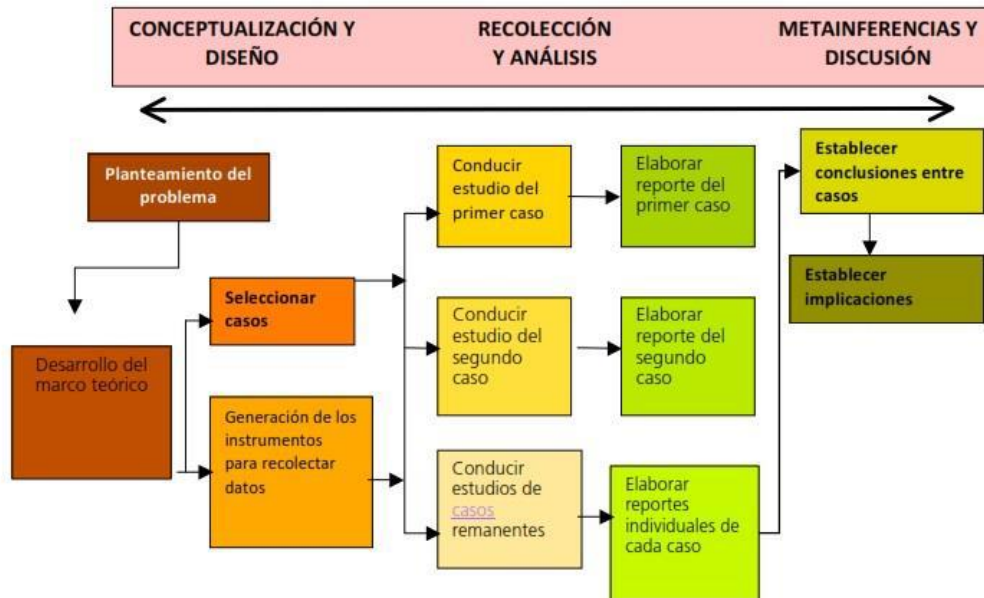 CONCEPTUALIZACIÓN Y
DISEÑO
RECOLECCIÓN
Y ANÁLISIS
METAINFERENCIAS Y
DISCUSIÓN
Planteamiento del
problema
Desarrollo del
marco teórico
Seleccionar
casos
Generación de los
instrumentos
para recolectar
datos
Conducir
estudio del
primer caso
Elaborar
reporte del
primer caso
Conducir
estudio del
segundo
caso
Elaborar
reporte del
segundo
caso
Conducir
estudios de
casos
remanentes
Elaborar
reportes
individuales de
cada caso
Establecer
conclusiones entre
casos
Establecer
implicaciones